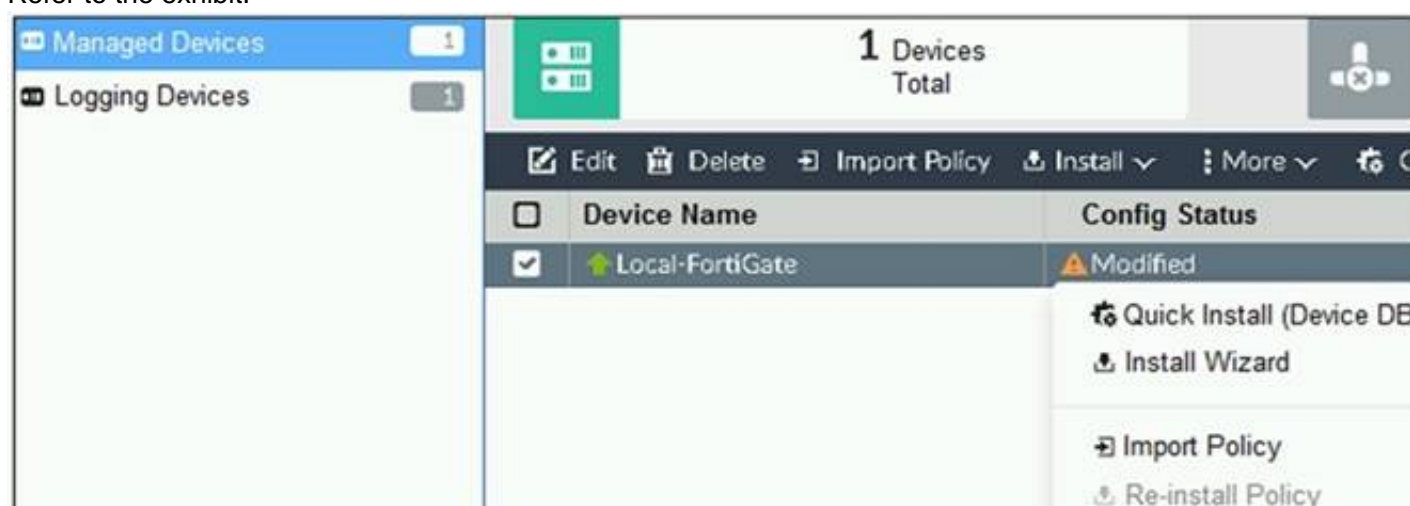 Refer to the exhibit.
Managed Devices 1
Logging Devices 1
1 Devices
Total
Edit Delete Import Policy Install More
Device Name Config Status
Local-FortiGate Modified
Quick Install (Device DB
Install Wizard
Import Policy
Re-install Policy